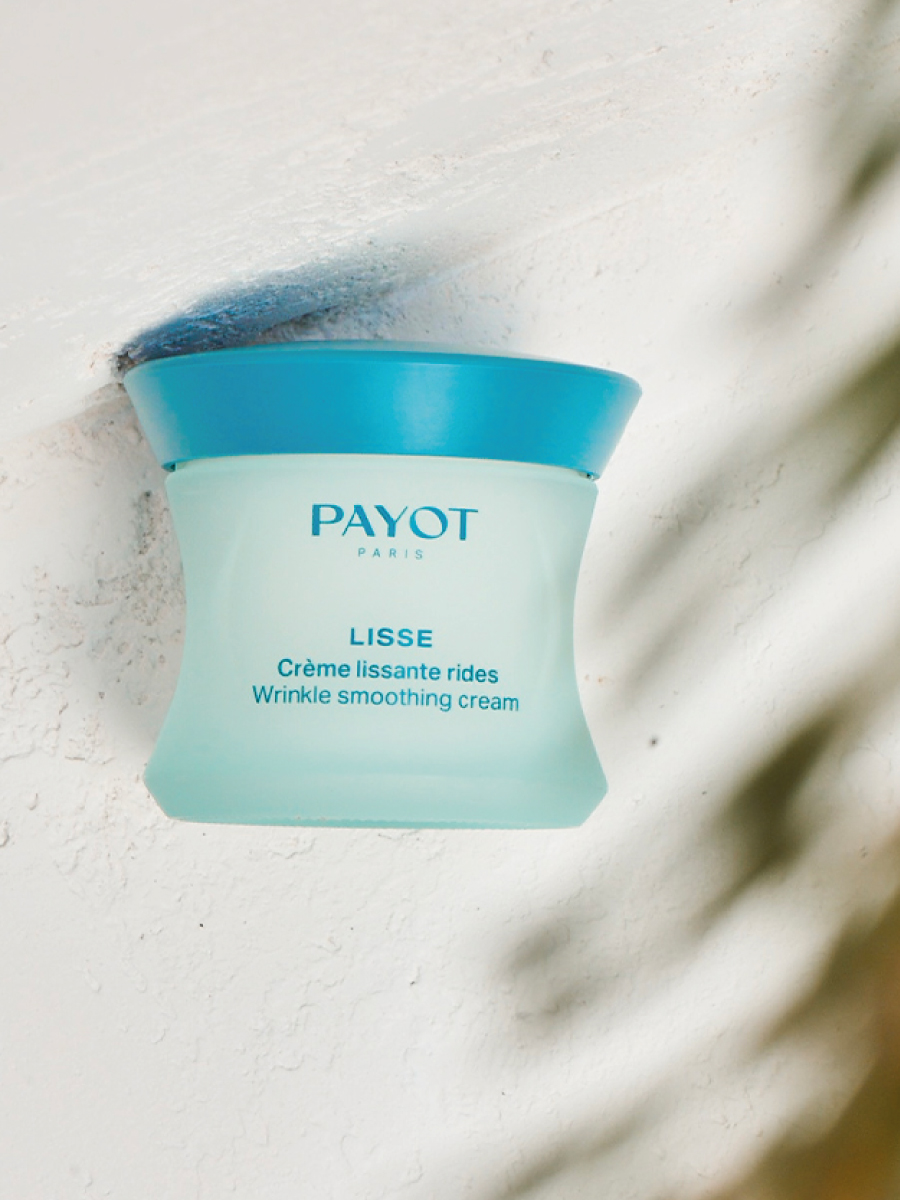 PAYOT
PARIS
LISSE
Crème lissante rides
Wrinkle smoothing cream